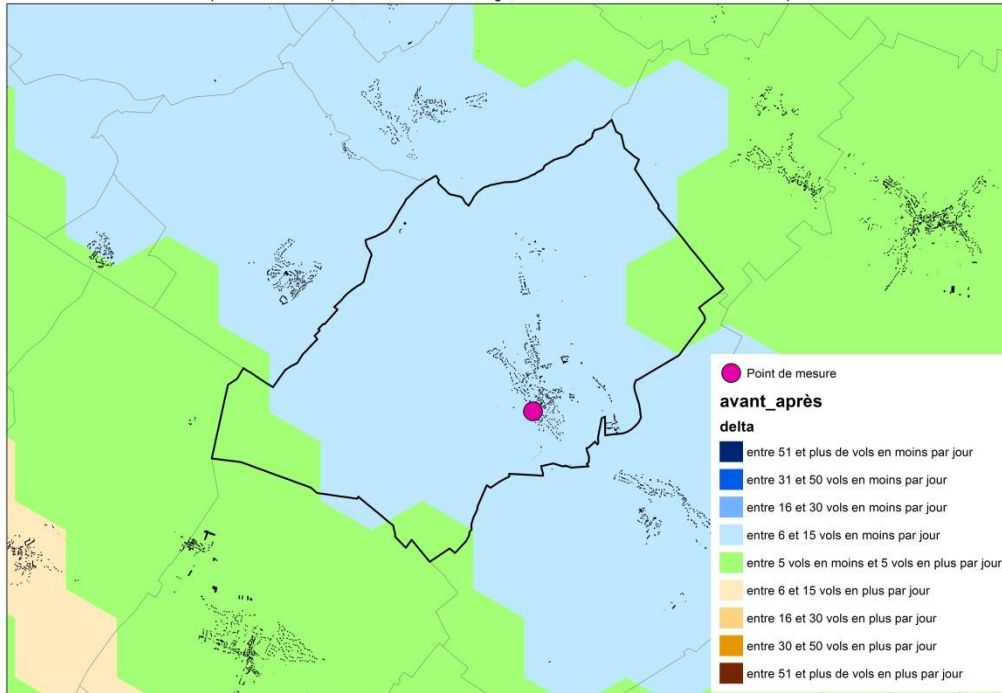 Point de mesure
avant_après
delta
entre 51 et plus de vols en moins par jour
entre 31 et 50 vols en moins par jour
entre 16 et 30 vols en moins par jour
entre 6 et 15 vols en moins par jour
entre 5 vols en moins et 5 vols en plus par jour
entre 6 et 15 vols en plus par jour
entre 16 et 30 vols en plus par jour
entre 30 et 50 vols en plus par jour
entre 51 et plus de vols en plus par jour